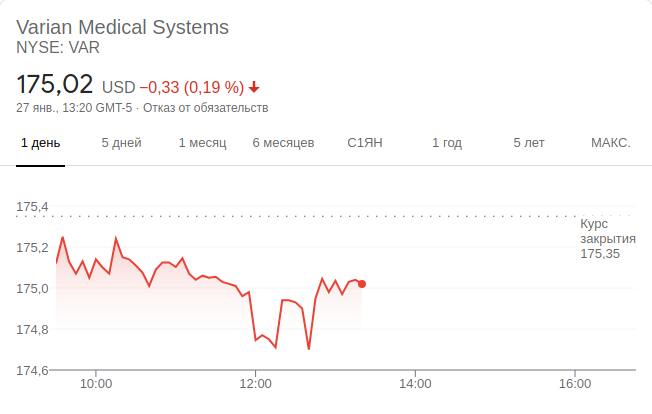 Varian Medical Systems
NYSE: VAR
175,02 USD −0,33 (0,19 %)
27 янв., 13:20 GMT-5 · Отказ от обязательств
1 день 5 дней 1 месяц 6 месяцев С1ЯН 1 год 5 лет МАКС.
175,4
Курс
закрытия
175,35
175,2
175,0
174,8
174,6
10:00 12:00 14:00 16:00